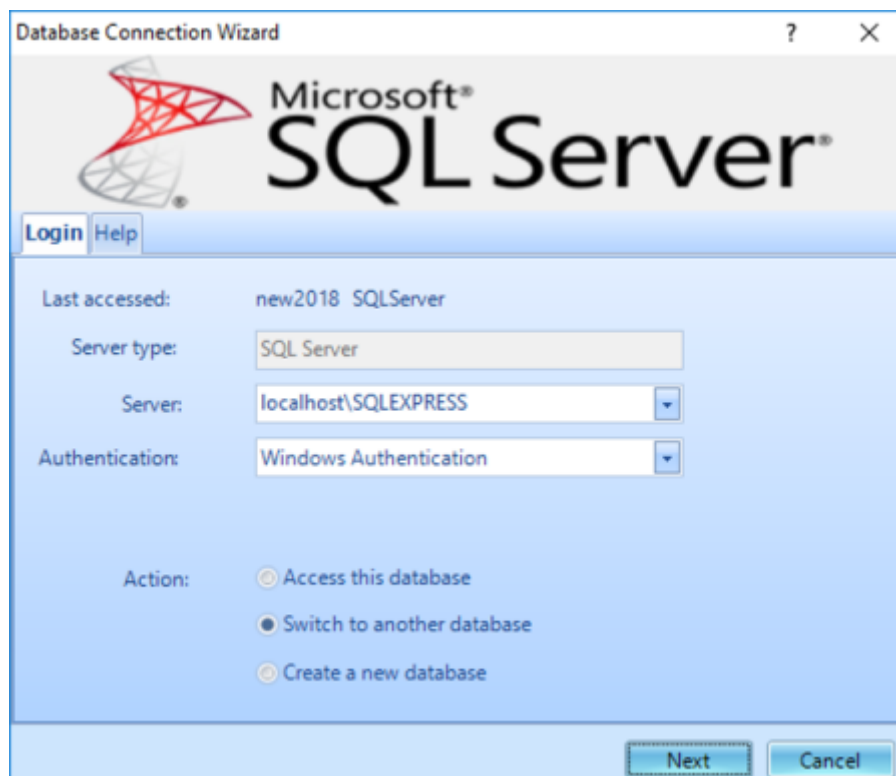 Database Connection Wizard ? X
Microsoft®
SQL Server®
®
Login Help
Last accessed: new2018 SQLServer
Server type: SQL Server
Server: localhost\SQLEXPRESS
Authentication: Windows Authentication
Action: Access this database
Switch to another database
Create a new database
Next Cancel